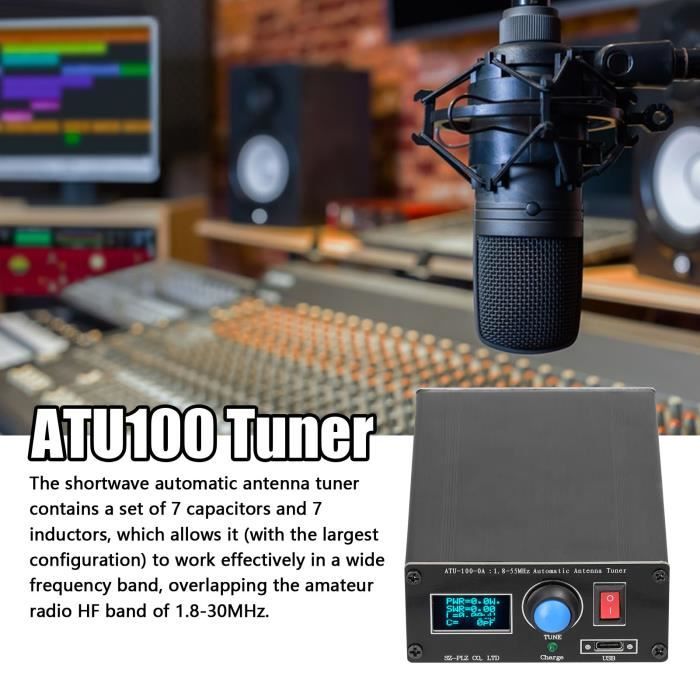 ATU100 Tuner
The shortwave automatic antenna tuner
contains a set of 7 capacitors and 7
inductors, which allows it (with the largest
configuration) to work effectively in a wide
frequency band, overlapping the amateur
radio HF band of 1.8-30MHz.
ATU-100-0A : 1.8-55MHz Automatic Antenna Tuner
PWR=0.0W.
SWR=0.00
C= 0pF
TUNE
SZ-PLZ CO, LTD
Charge
USB